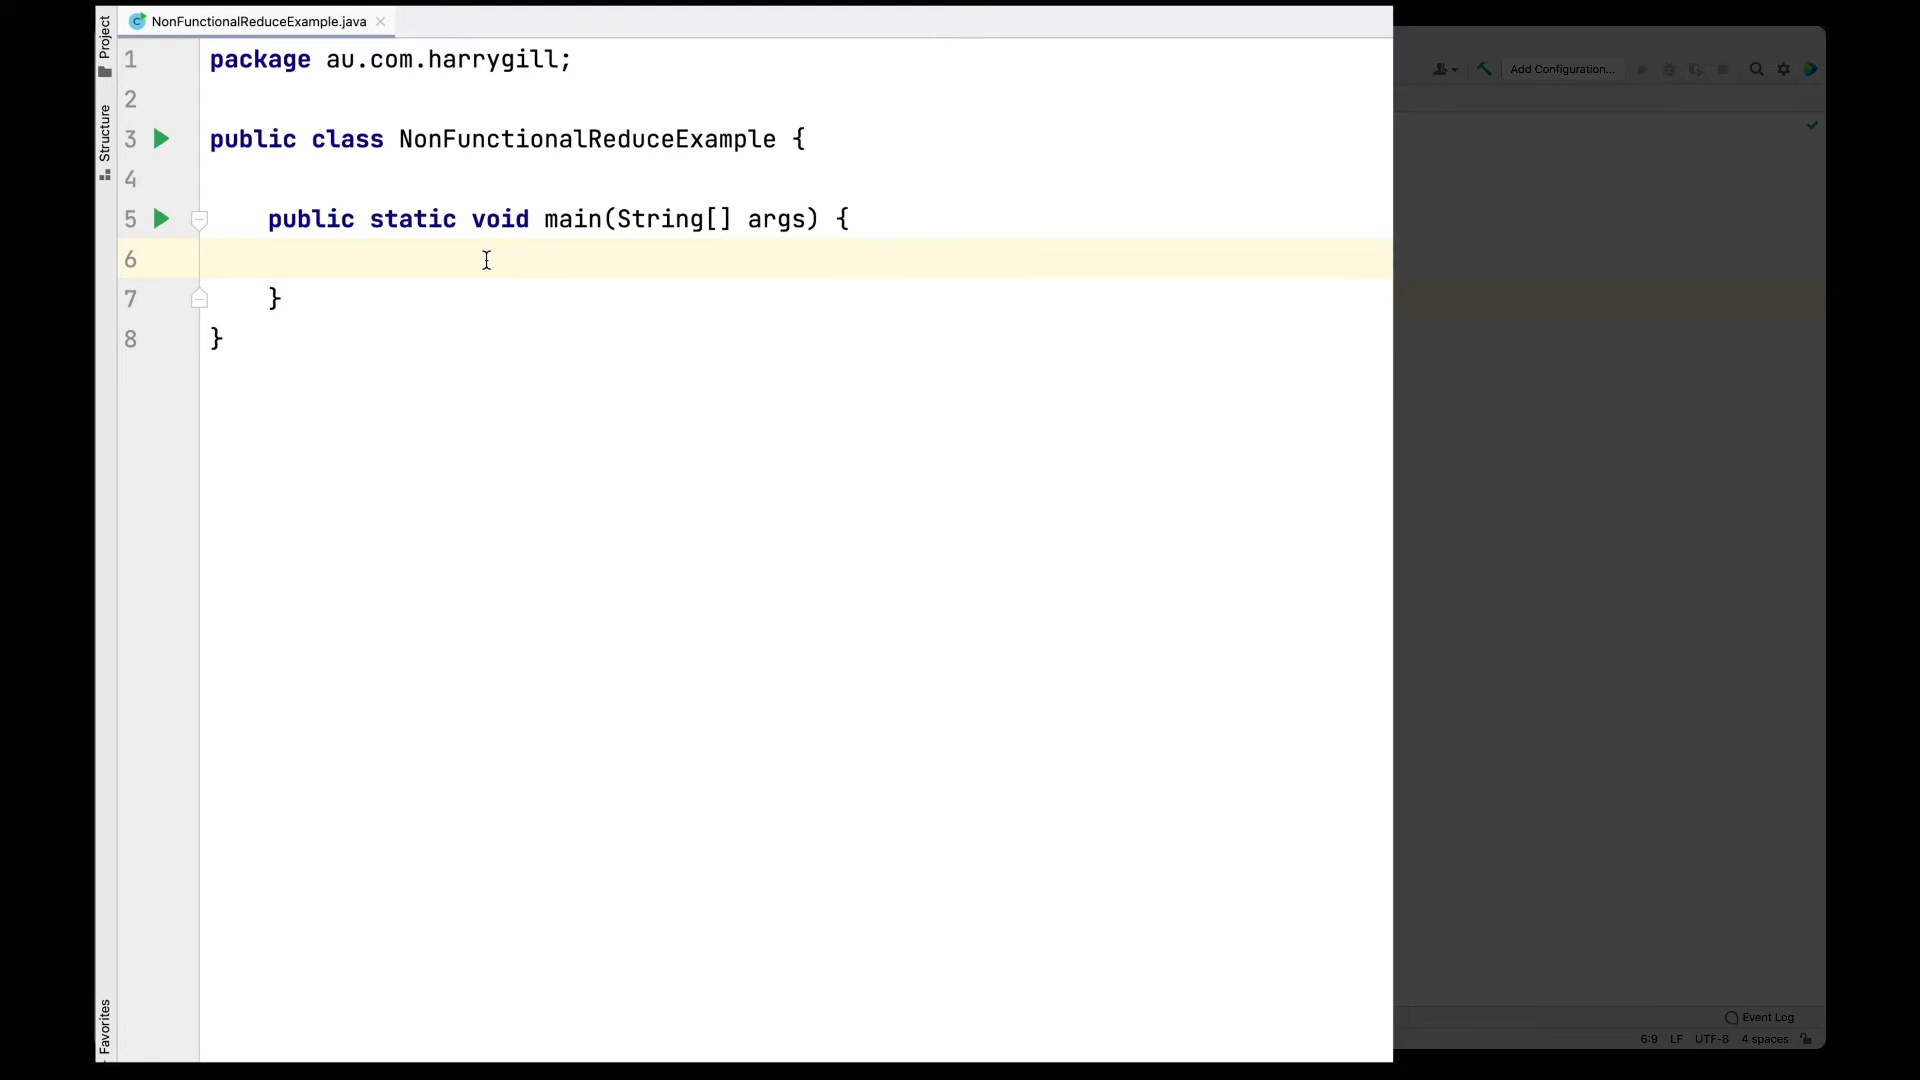 NonFunctionalReduceExample.java
Project
Structure
Favorites
1 package au.com.harrygill;
2
3 public class NonFunctionalReduceExample {
4
5 public static void main(String[] args) {
6
7 }
8 }
Add Configuration...
Event Log
6:9 LF UTF-8 4 spaces